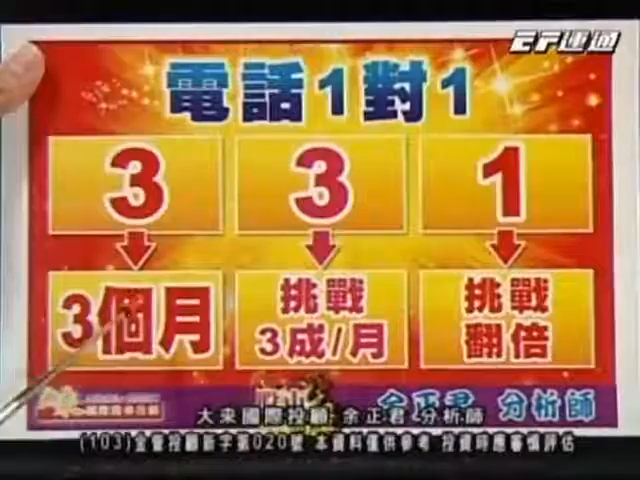 EF運通
電話1對1
3 3 1
3個月
挑戰
3成/月
挑戰
翻倍
余正君 分析師
大来國際投顧 余正君 分析師
(103)金管投顧新字第020號 本資料僅供參考 投資時應審慎評估